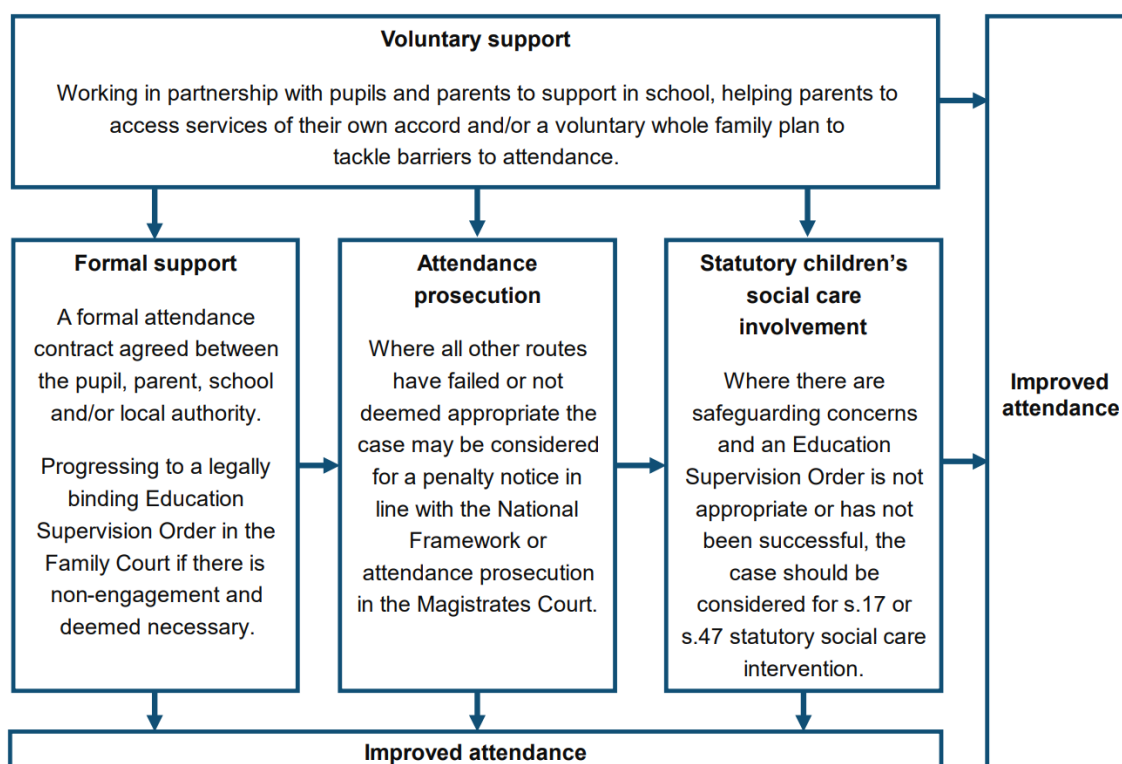 Voluntary support
Working in partnership with pupils and parents to support in school, helping parents to
access services of their own accord and/or a voluntary whole family plan to
tackle barriers to attendance.
Formal support
A formal attendance
contract agreed between
the pupil, parent, school
and/or local authority.
Progressing to a legally
binding Education
Supervision Order in the
Family Court if there is
non-engagement and
deemed necessary.
Attendance
prosecution
Where all other routes
have failed or not
deemed appropriate the
case may be considered
for a penalty notice in
line with the National
Framework or
attendance prosecution
in the Magistrates Court.
Statutory children’s
social care
involvement
Where there are
safeguarding concerns
and an Education
Supervision Order is not
appropriate or has not
been successful, the
case should be
considered for s.17 or
s.47 statutory social care
intervention.
Improved
attendance
Improved attendance